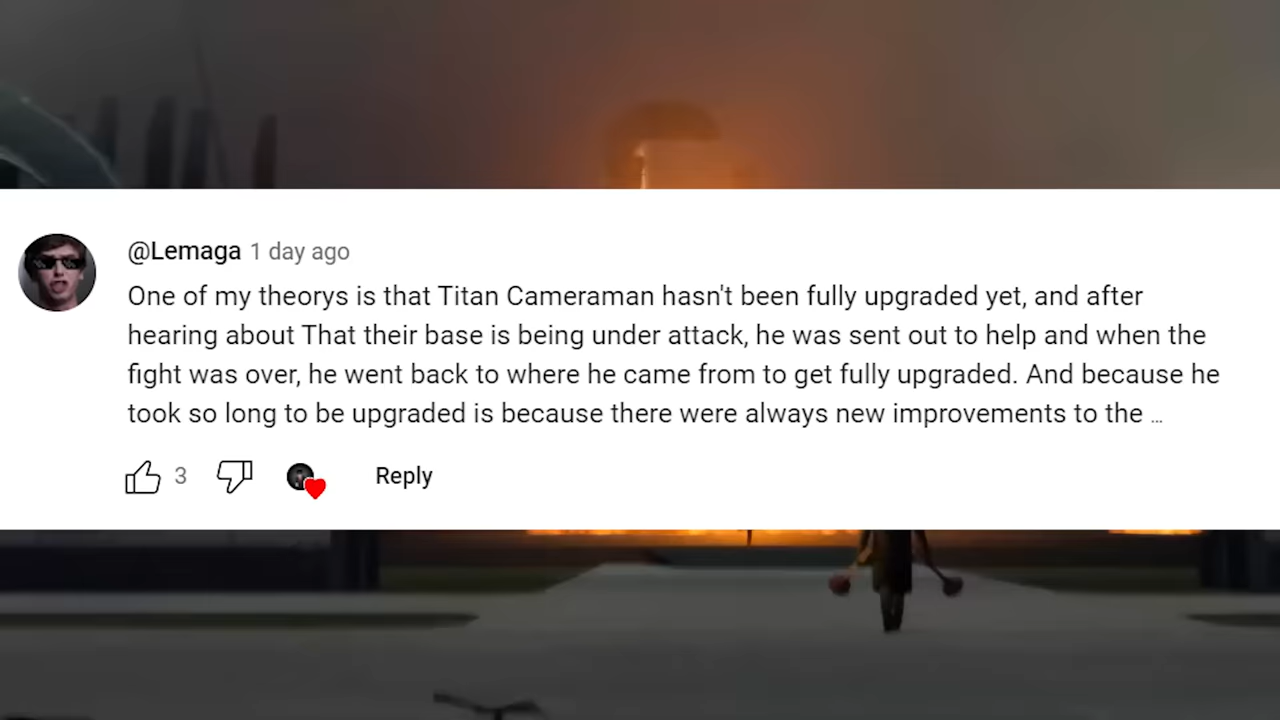 @Lemaga 1 day ago
One of my theorys is that Titan Cameraman hasn't been fully upgraded yet, and after
hearing about That their base is being under attack, he was sent out to help and when the
fight was over, he went back to where he came from to get fully upgraded. And because he
took so long to be upgraded is because there were always new improvements to the ...
3 Reply